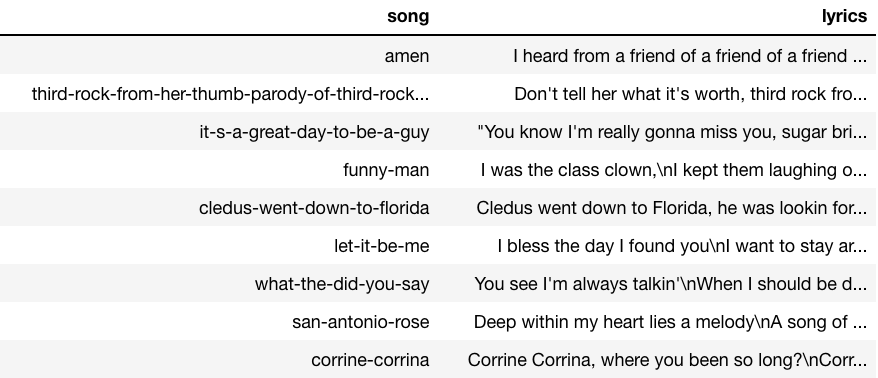 song lyrics
amen I heard from a friend of a friend of a friend ...
third-rock-from-her-thumb-parody-of-third-rock... Don't tell her what it's worth, third rock fro...
it-s-a-great-day-to-be-a-guy "You know I'm really gonna miss you, sugar bri...
funny-man I was the class clown,\nI kept them laughing o...
cledus-went-down-to-florida Cledus went down to Florida, he was lookin for...
let-it-be-me I bless the day I found you\nI want to stay ar...
what-the-did-you-say You see I'm always talkin'\nWhen I should be d...
san-antonio-rose Deep within my heart lies a melody\nA song of ...
corrine-corrina Corrine Corrina, where you been so long?\nCorr...